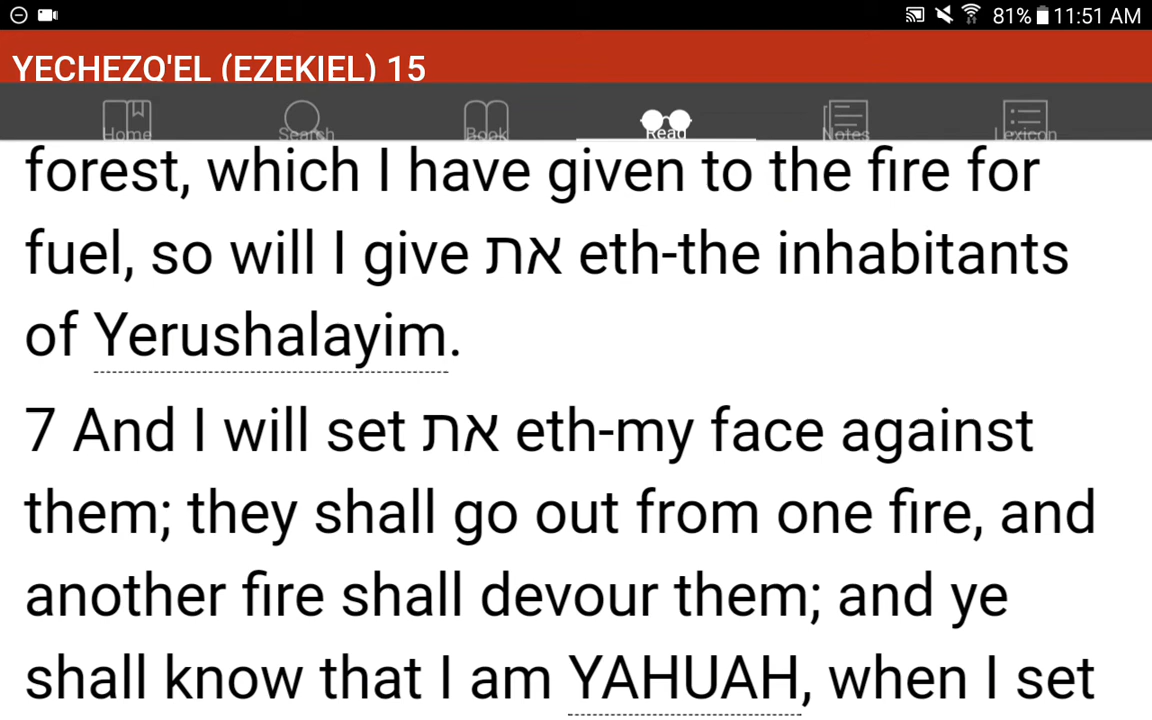 81% 11:51 AM
YECHEZQ'EL (EZEKIEL) 15
Home Search Book Read Notes Lexicon
forest, which I have given to the fire for
fuel, so will I give את eth-the inhabitants
of Yerushalayim.
7 And I will set את eth-my face against
them; they shall go out from one fire, and
another fire shall devour them; and ye
shall know that I am YAHUAH, when I set